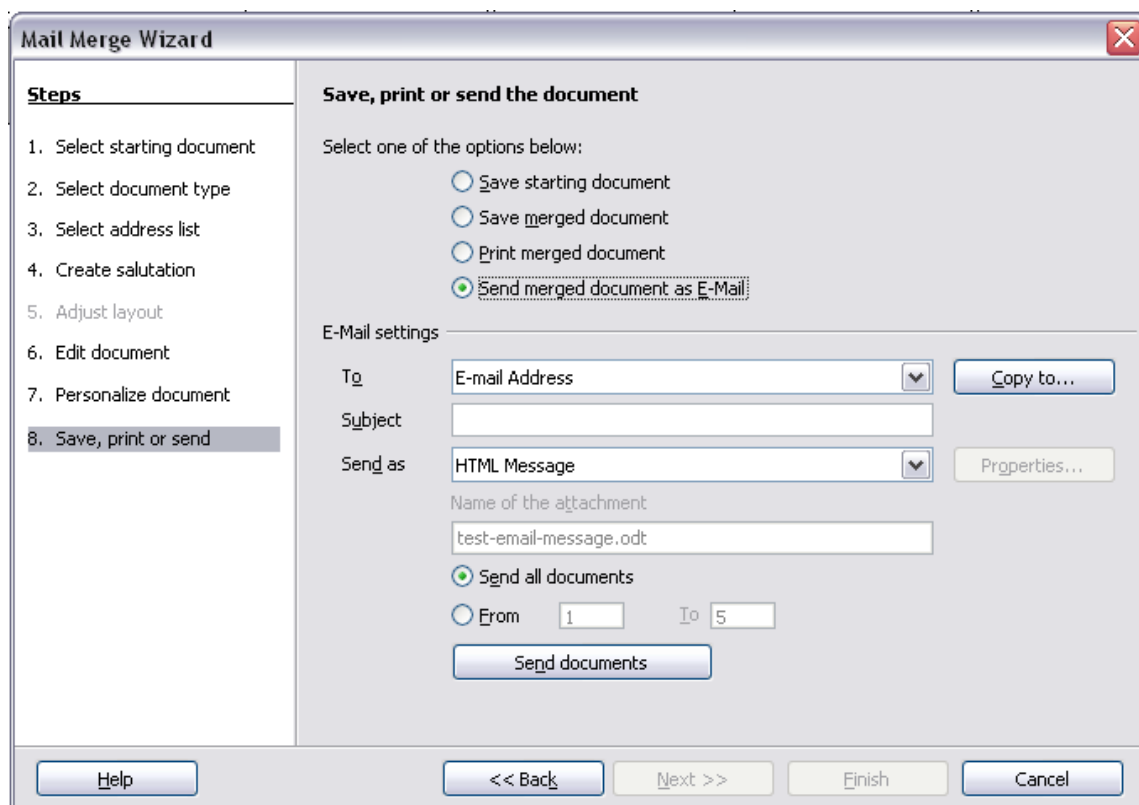 Mail Merge Wizard
Steps
1. Select starting document
2. Select document type
3. Select address list
4. Create salutation
5. Adjust layout
6. Edit document
7. Personalize document
8. Save, print or send
Save, print or send the document
Select one of the options below:
Save starting document
Save merged document
Print merged document
Send merged document as E-Mail
E-Mail settings
To E-mail Address Copy to...
Subject
Send as HTML Message Properties...
Name of the attachment
test-email-message.odt
Send all documents
From 1 To 5
Send documents
Help << Back Next >> Finish Cancel